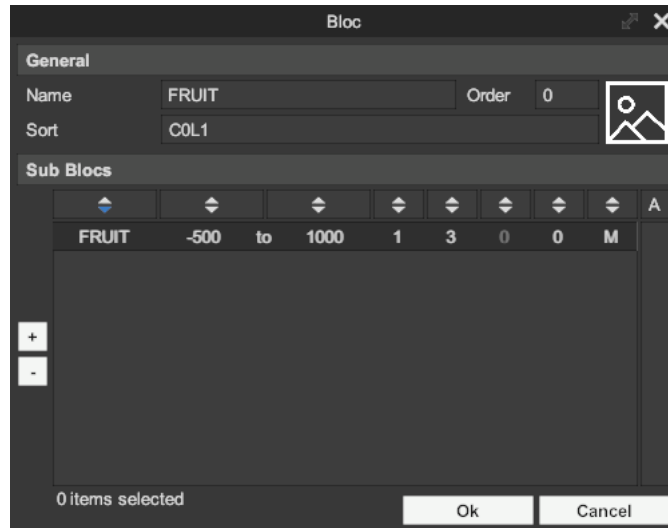 Bloc
General
Name FRUIT Order 0
Sort C0L1
Sub Blocs
A
FRUIT -500 to 1000 1 3 0 0 M
+
-
0 items selected
Ok Cancel